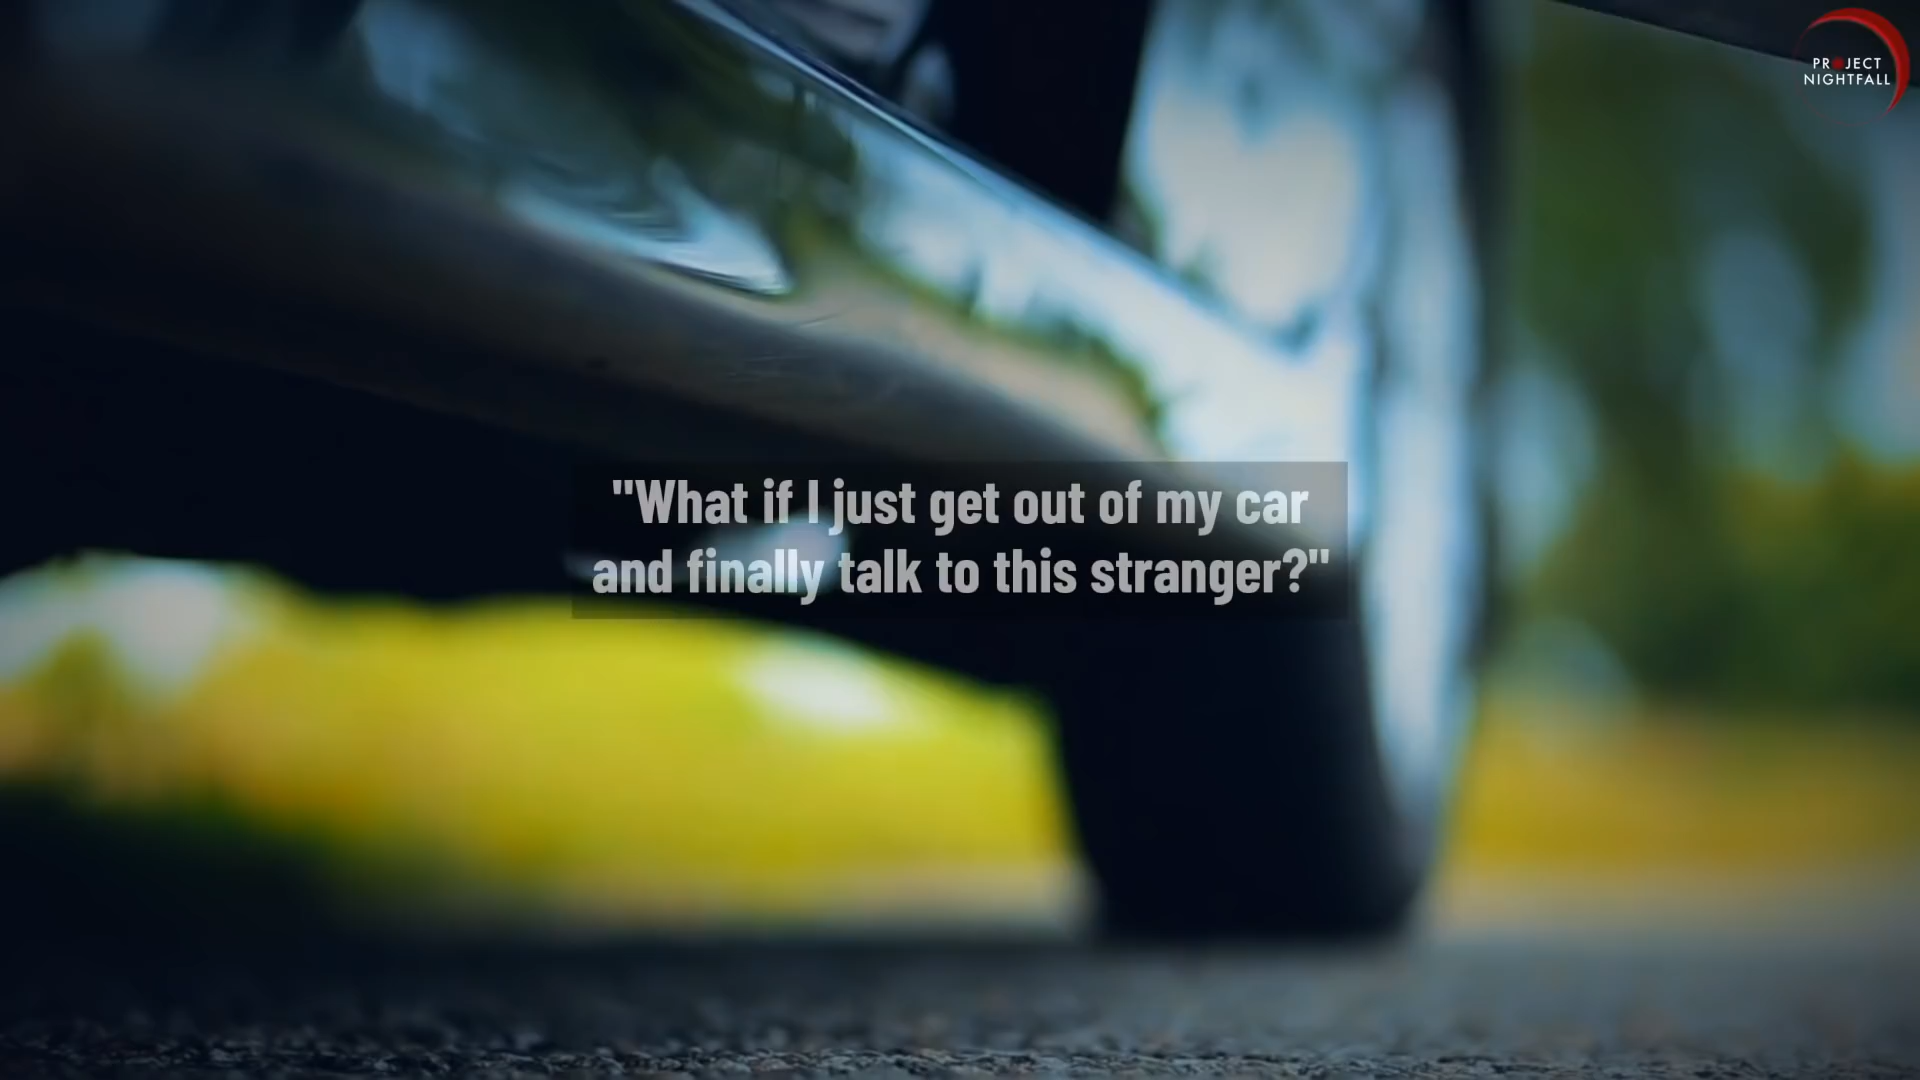 PROJECT
NIGHTFALL
"What if I just get out of my car
and finally talk to this stranger?"